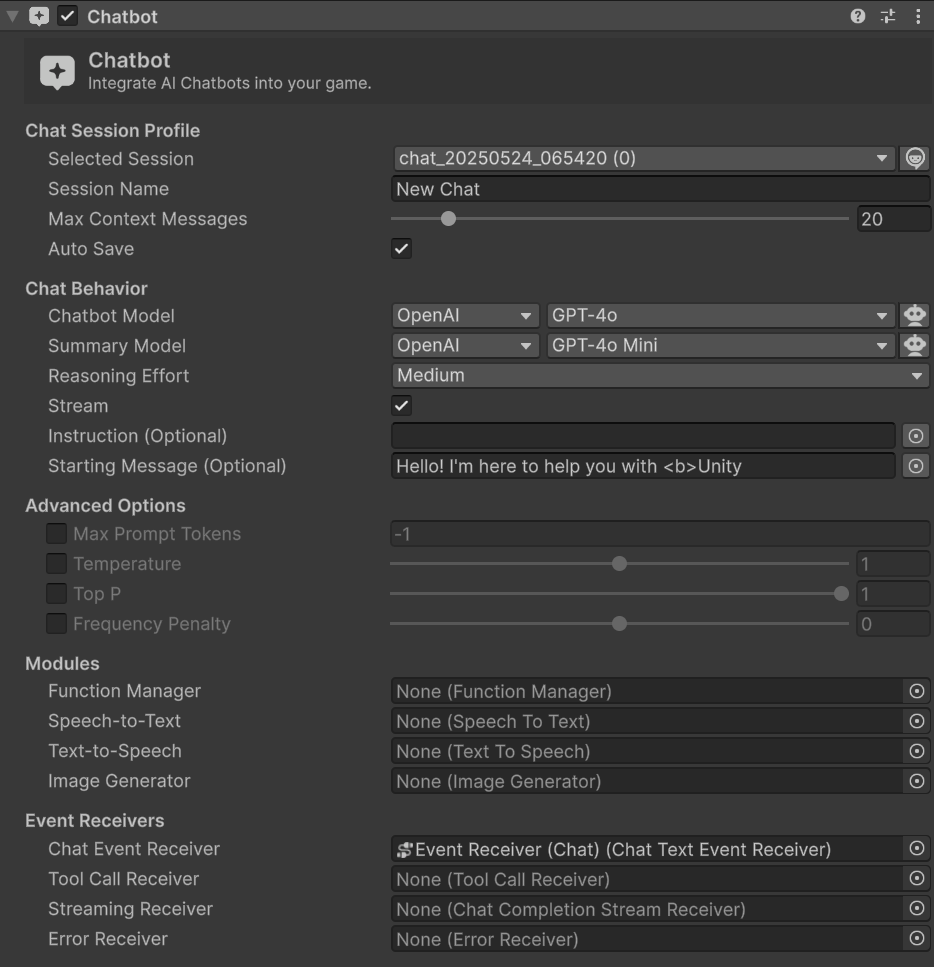 Chatbot
Chatbot
Integrate AI Chatbots into your game.
Chat Session Profile
Selected Session chat_20250524_065420 (0)
Session Name New Chat
Max Context Messages 20
Auto Save
Chat Behavior
Chatbot Model OpenAI GPT-4o
Summary Model OpenAI GPT-4o Mini
Reasoning Effort Medium
Stream
Instruction (Optional)
Starting Message (Optional) Hello! I'm here to help you with <b>Unity
Advanced Options
Max Prompt Tokens -1
Temperature 1
Top P 1
Frequency Penalty 0
Modules
Function Manager None (Function Manager)
Speech-to-Text None (Speech To Text)
Text-to-Speech None (Text To Speech)
Image Generator None (Image Generator)
Event Receivers
Chat Event Receiver Event Receiver (Chat) (Chat Text Event Receiver)
Tool Call Receiver None (Tool Call Receiver)
Streaming Receiver None (Chat Completion Stream Receiver)
Error Receiver None (Error Receiver)